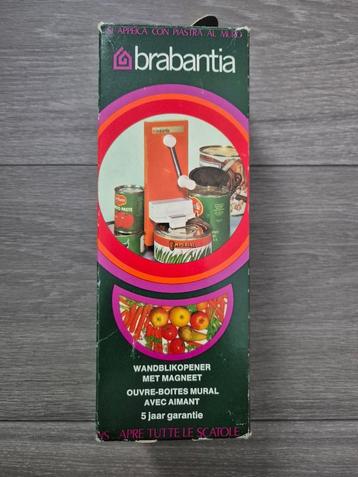 SI APPLICA CON PIASTRA AL MURO
brabantia
WANDBLIKOPENER
MET MAGNEET
OUVRE-BOITES MURAL
AVEC AIMANT
5 jaar garantie
APRE TUTTE LE SCATOLE